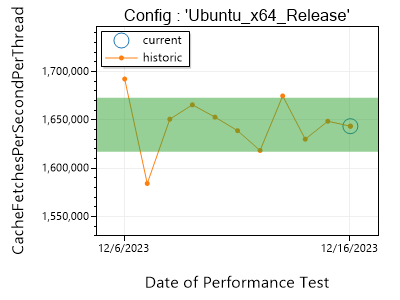 Config : 'Ubuntu_x64_Release'
current
historic
CacheFetchesPerSecondPerThread
1,700,000
1,650,000
1,600,000
1,550,000
12/6/2023
12/16/2023
Date of Performance Test